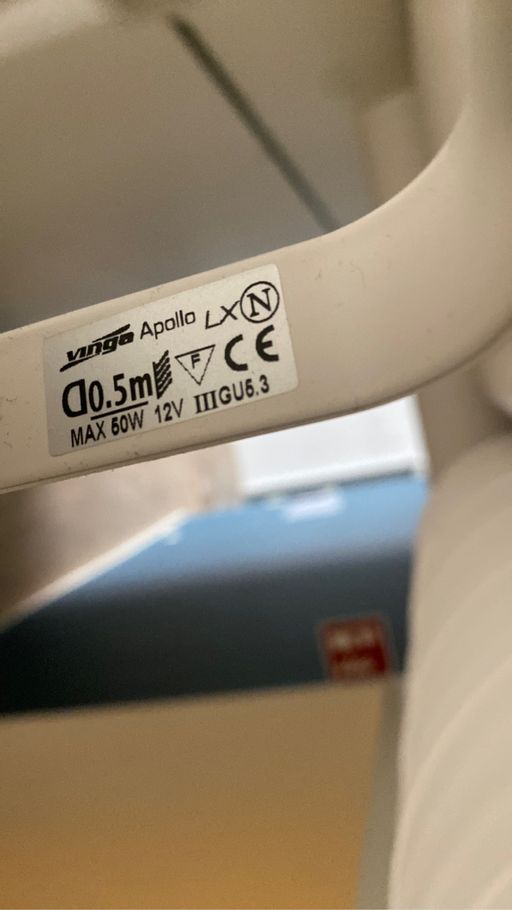 vinga Apollo LX N
0.5m F CE
MAX 50W 12V III GU5.3